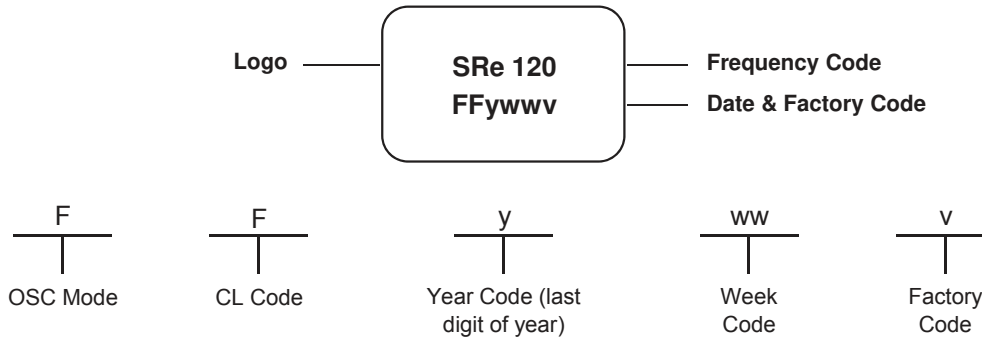 Logo
SRe 120
Frequency Code
FFywwv
Date & Factory Code
F
F
y
ww
v
OSC Mode
CL Code
Year Code (last
digit of year)
Week
Code
Factory
Code